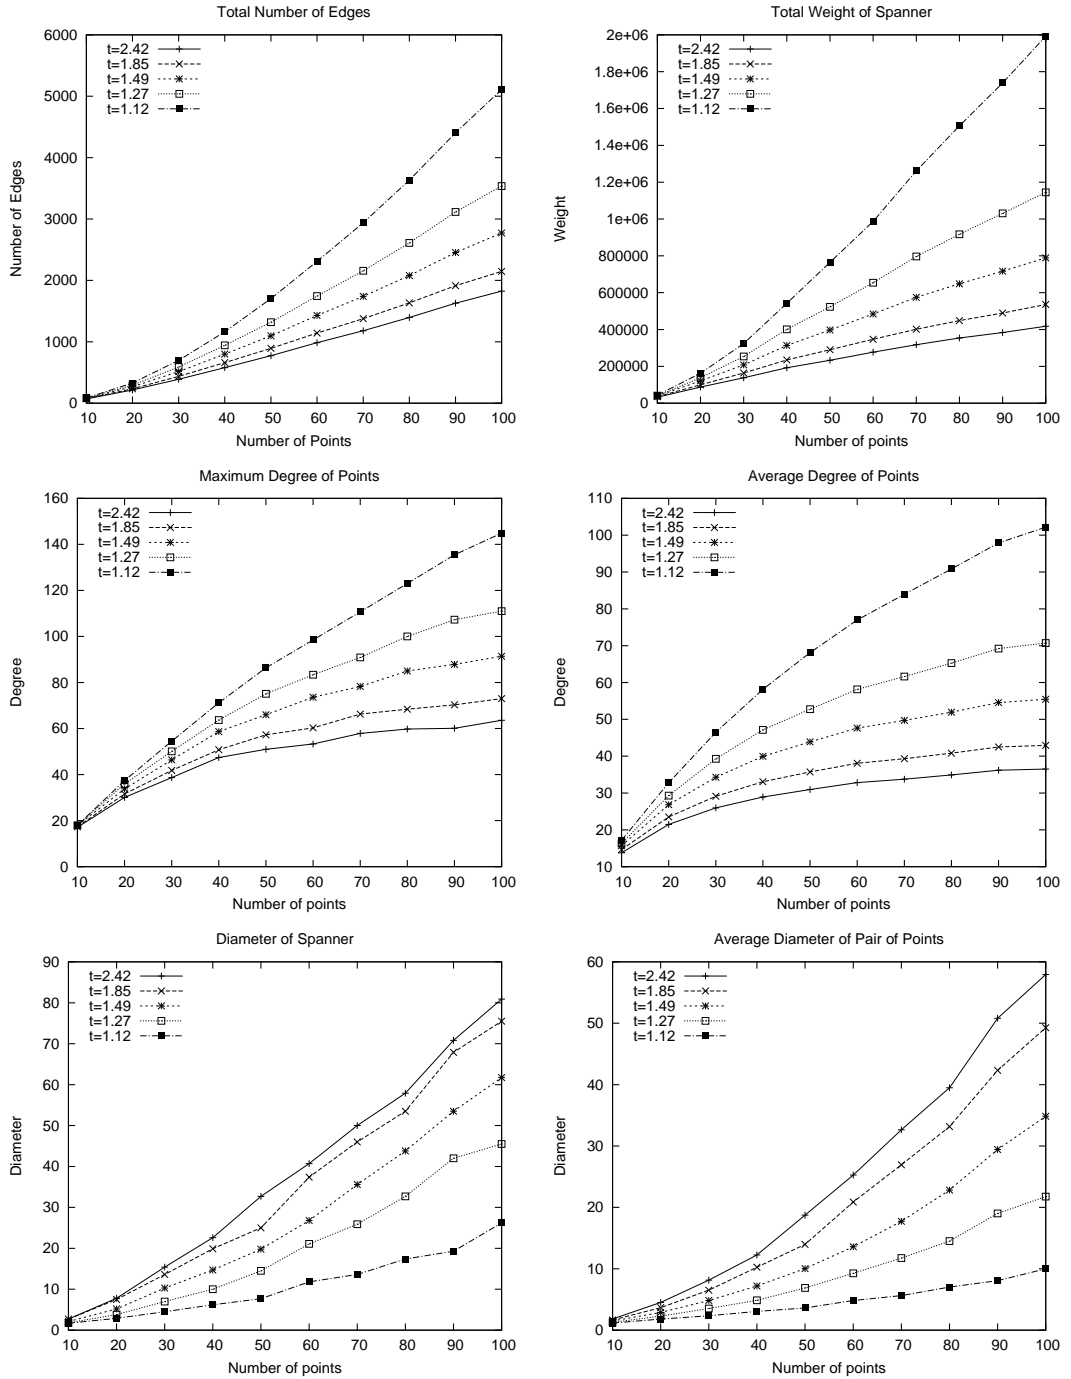 Total Number of Edges
6000
5000
4000
3000
2000
1000
0
10 20 30 40 50 60 70 80 90 100
Number of Edges
Number of Points
t=2.42
t=1.85
t=1.49
t=1.27
t=1.12
Total Weight of Spanner
2e+06
1.8e+06
1.6e+06
1.4e+06
1.2e+06
1e+06
800000
600000
400000
200000
0
10 20 30 40 50 60 70 80 90 100
Weight
Number of points
t=2.42
t=1.85
t=1.49
t=1.27
t=1.12
Maximum Degree of Points
160
140
120
100
80
60
40
20
0
10 20 30 40 50 60 70 80 90 100
Degree
Number of points
t=2.42
t=1.85
t=1.49
t=1.27
t=1.12
Average Degree of Points
110
100
90
80
70
60
50
40
30
20
10
10 20 30 40 50 60 70 80 90 100
Degree
Number of points
t=2.42
t=1.85
t=1.49
t=1.27
t=1.12
Diameter of Spanner
90
80
70
60
50
40
30
20
10
0
10 20 30 40 50 60 70 80 90 100
Diameter
Number of points
t=2.42
t=1.85
t=1.49
t=1.27
t=1.12
Average Diameter of Pair of Points
60
50
40
30
20
10
0
10 20 30 40 50 60 70 80 90 100
Diameter
Number of points
t=2.42
t=1.85
t=1.49
t=1.27
t=1.12